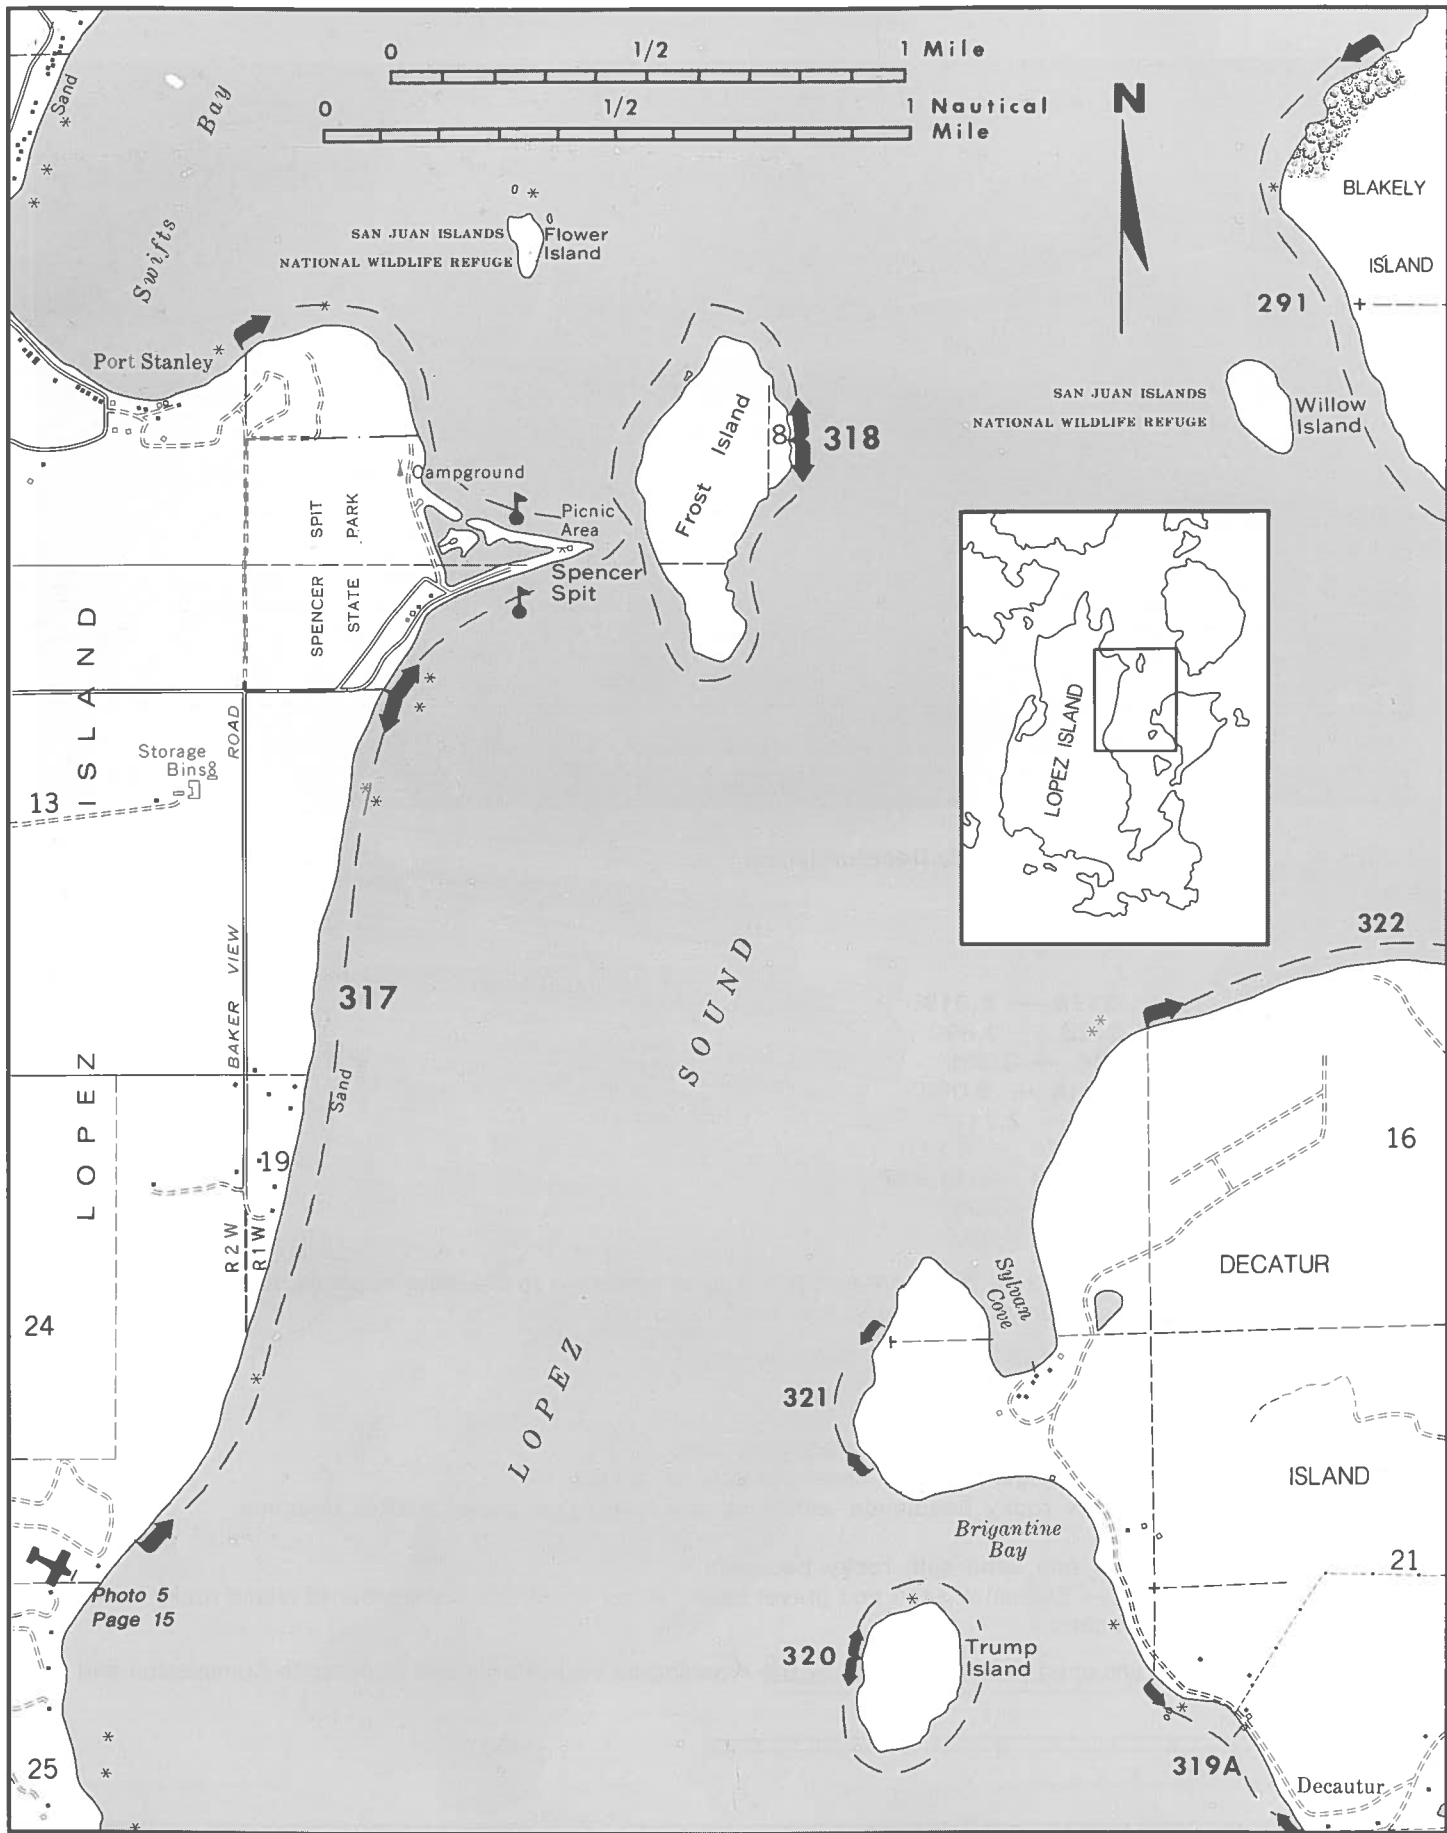 0 1/2 1 Mile
0 1/2 1 Nautical
Mile
N
Sand
Bay
Swifts
SAN JUAN ISLANDS
NATIONAL WILDLIFE REFUGE
Flower
Island
BLAKELY
ISLAND
291
Port Stanley
SAN JUAN ISLANDS
NATIONAL WILDLIFE REFUGE
Willow
Island
Frost Island
8
318
Campground
Picnic
Area
SPENCER SPIT
STATE PARK
Spencer
Spit
LOPEZ ISLAND
LOPEZ ISLAND
Storage
Bins
13
BAKER VIEW ROAD
317
Sand
19
R2W
R1W
24
LOPEZ SOUND
322
16
DECATUR
ISLAND
Sylvan
Cove
321
Brigantine
Bay
21
Photo 5
Page 15
320
Trump
Island
25
319A
Decautur